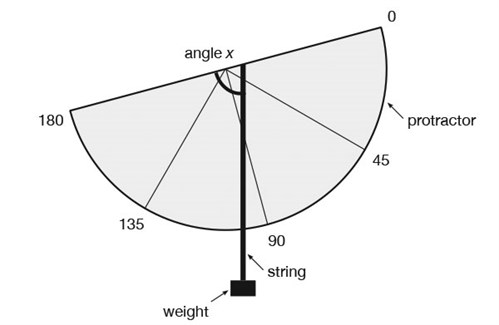 0
angle x
180
protractor
45
135
90
string
weight